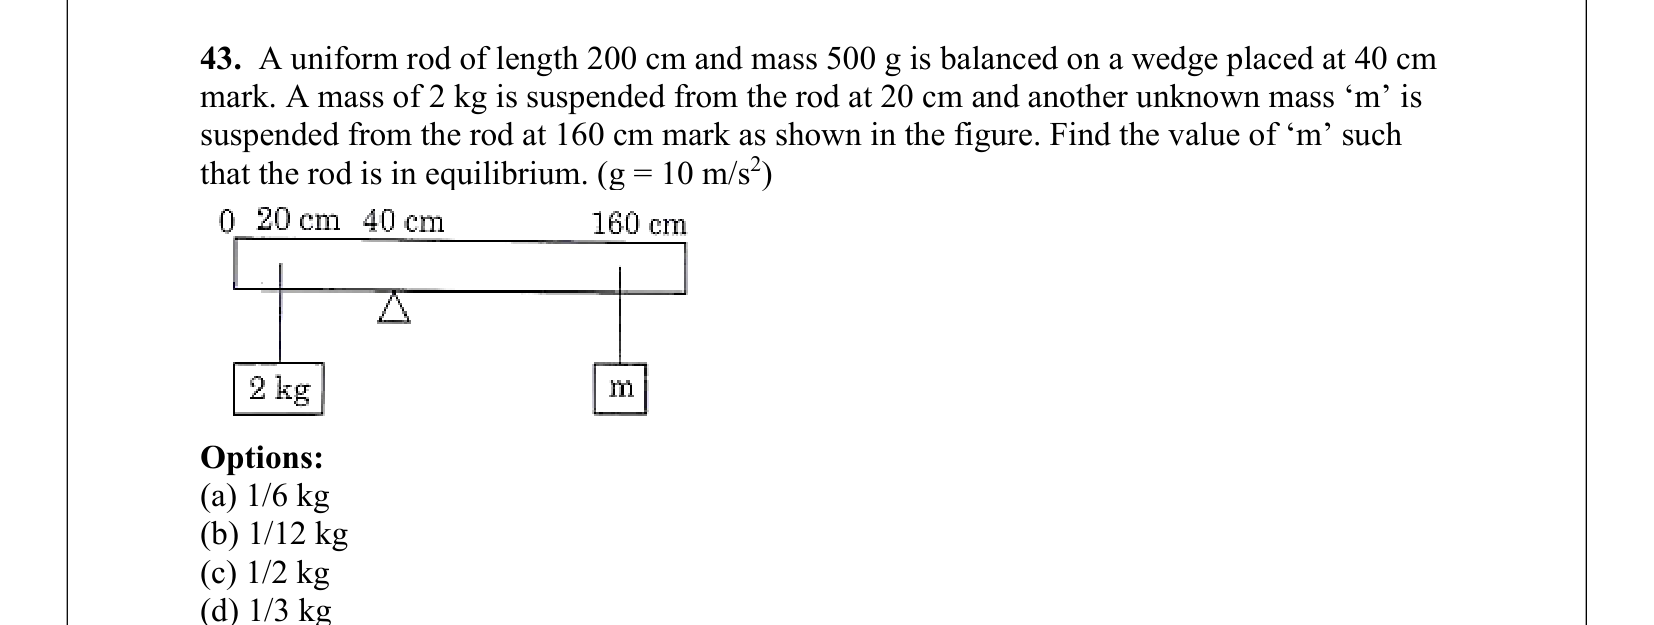 43. A uniform rod of length 200 cm and mass 500 g is balanced on a wedge placed at 40 cm
mark. A mass of 2 kg is suspended from the rod at 20 cm and another unknown mass ‘m’ is
suspended from the rod at 160 cm mark as shown in the figure. Find the value of ‘m’ such
that the rod is in equilibrium. (g = 10 m/s²)
0 20 cm 40 cm 160 cm
2 kg m
Options:
(a) 1/6 kg
(b) 1/12 kg
(c) 1/2 kg
(d) 1/3 kg